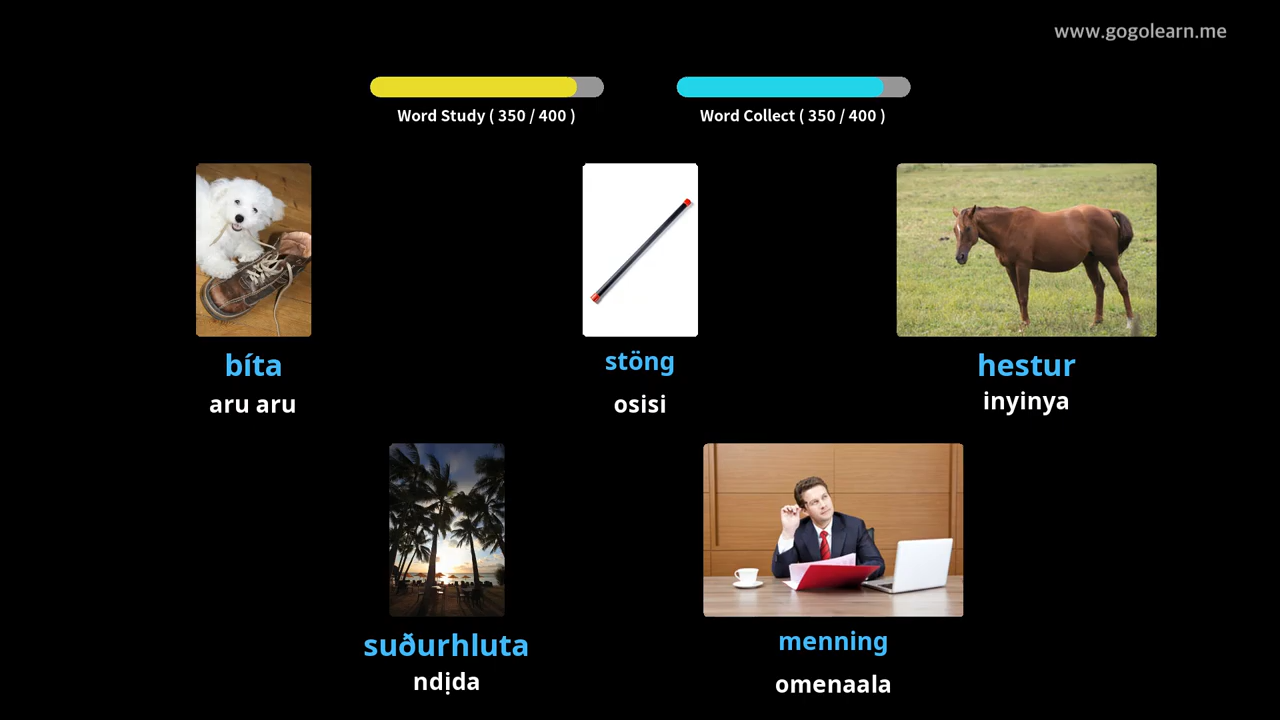 www.gogolearn.me
Word Study ( 350 / 400 )
Word Collect ( 350 / 400 )
bíta
aru aru
stöng
osisi
hestur
inyinya
suðurhluta
ndịda
menning
omenaala